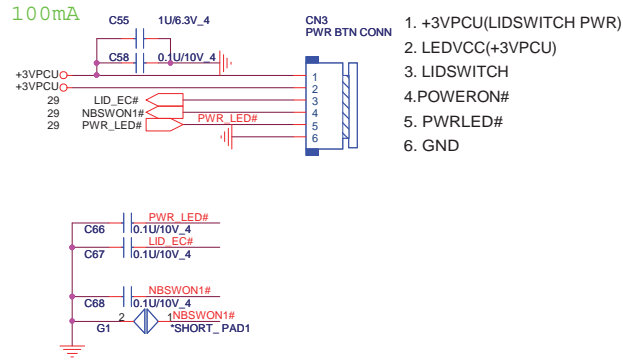 100mA
C55 1U/6.3V_4
C58 0.1U/10V_4
CN3
PWR BTN CONN
+3VPCU
+3VPCU
29 LID_EC#
29 NBSWON1#
29 PWR_LED#
PWR_LED#
1
2
3
4
5
6
1. +3VPCU(LIDSWITCH PWR)
2. LEDVCC(+3VPCU)
3. LIDSWITCH
4.POWERON#
5. PWRLED#
6. GND
PWR_LED#
C66 0.1U/10V_4
LID_EC#
C67 0.1U/10V_4
NBSWON1#
C68 0.1U/10V_4
2 1 NBSWON1#
G1 *SHORT_ PAD1